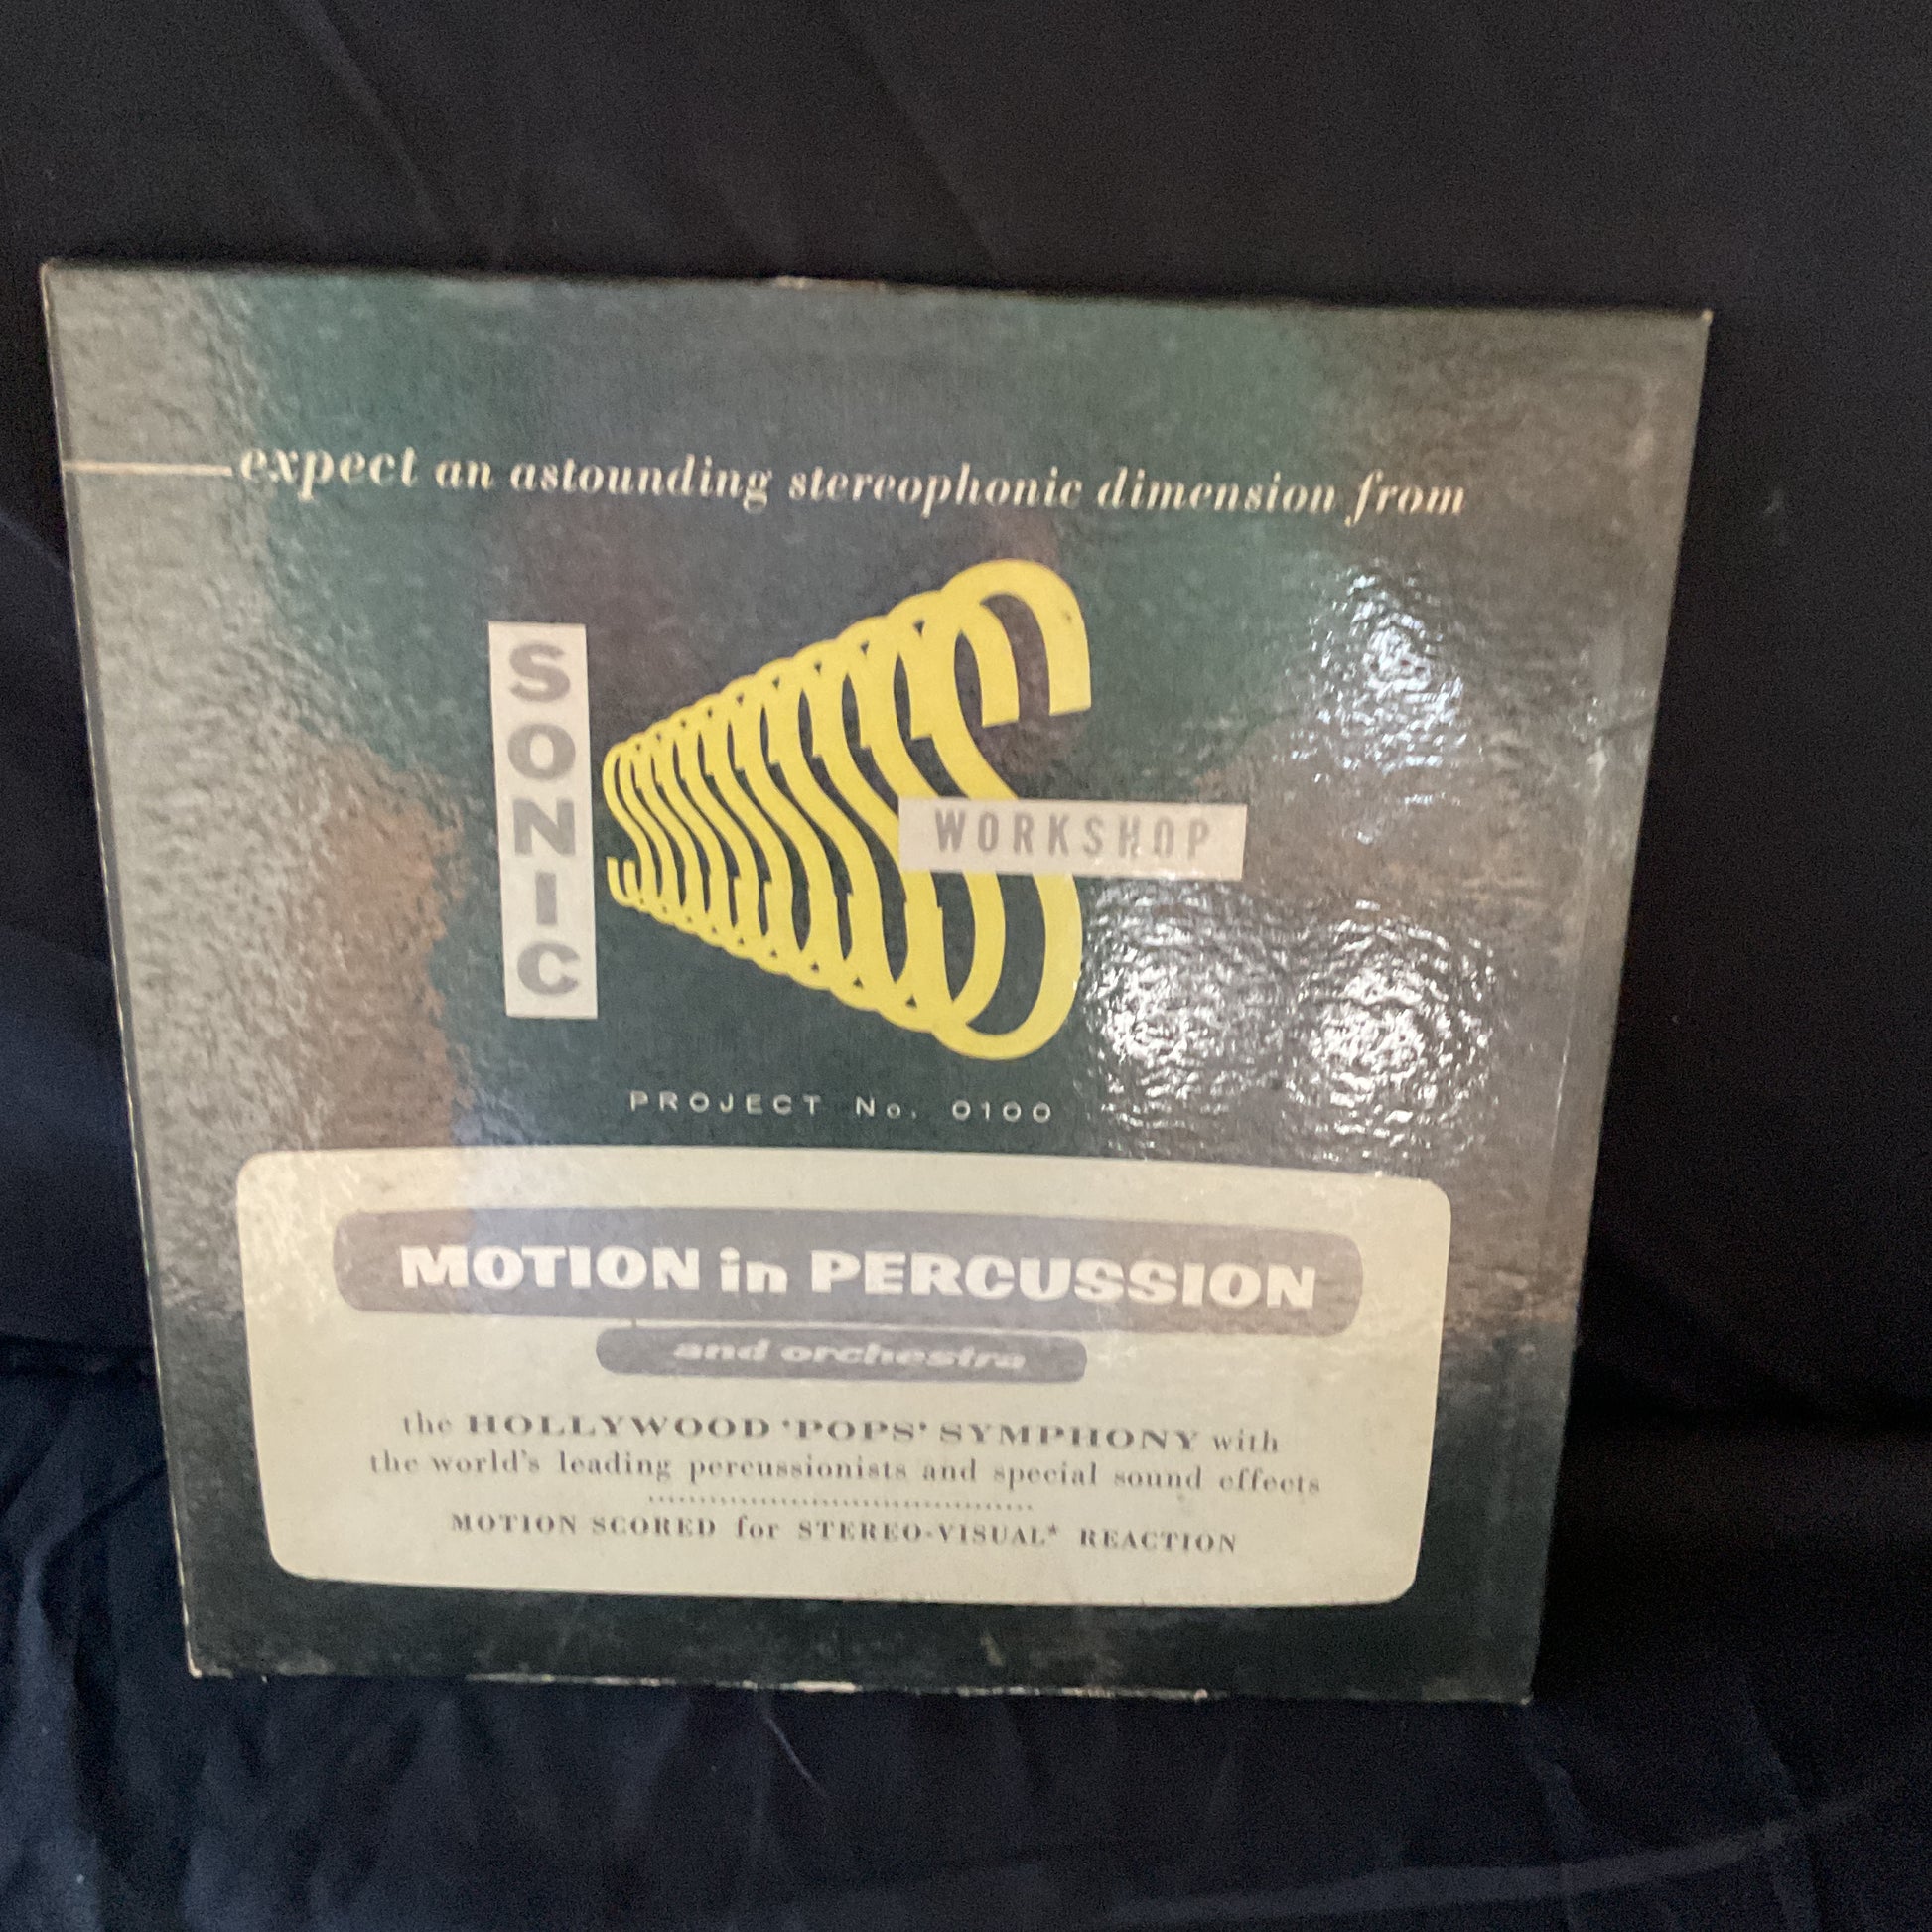 expect an astounding stereophonic dimension from
SONIC
S
WORKSHOP
PROJECT No. 0100
MOTION in PERCUSSION
and orchestra
the HOLLYWOOD 'POPS' SYMPHONY with
the world's leading percussionists and special sound effects
MOTION SCORED for STEREO-VISUAL* REACTION